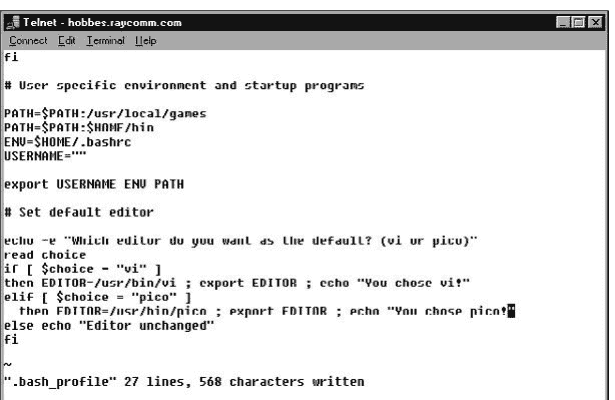 Telnet - hobbes.raycomm.com
Connect Edit Terminal Help
fi
# User specific environment and startup programs
PATH=$PATH:/usr/local/games
PATH=$PATH:$HOME/bin
ENV=$HOME/.bashrc
USERNAME=""
export USERNAME ENV PATH
# Set default editor
echo -e "Which editor do you want as the default? (vi or pico)"
read choice
if [ $choice = "vi" ]
then EDITOR=/usr/bin/vi ; export EDITOR ; echo "You chose vi!"
elif [ $choice = "pico" ]
  then EDITOR=/usr/bin/pico ; export EDITOR ; echo "You chose pico!"
else echo "Editor unchanged"
fi
~
".bash_profile" 27 lines, 568 characters written